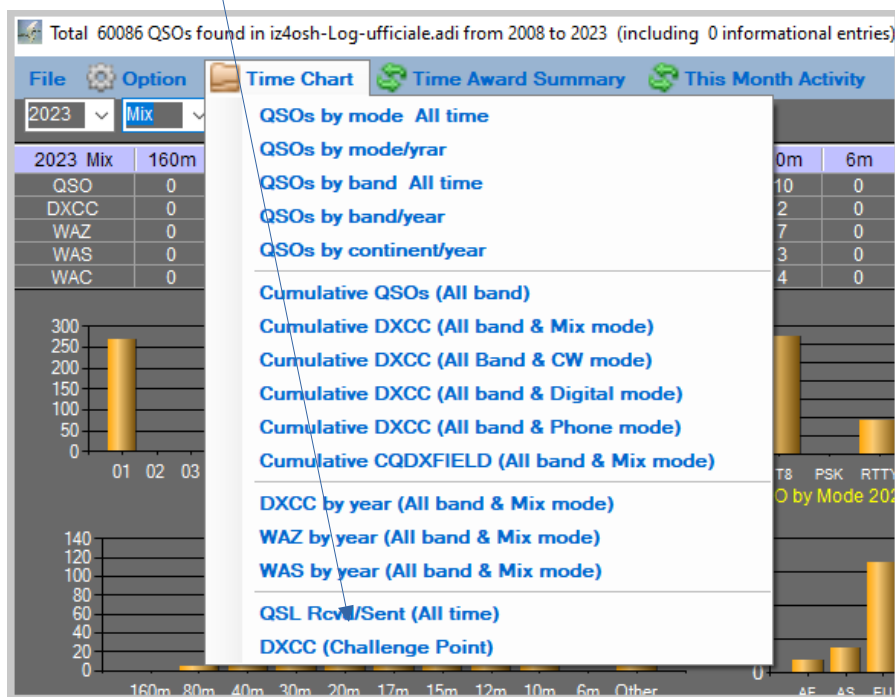 Total 60086 QSOs found in iz4osh-Log-ufficiale.adi from 2008 to 2023 (including 0 informational entries)
File Option Time Chart Time Award Summary This Month Activity
2023 Mix
QSOs by mode All time
QSOs by mode/yrar
QSOs by band All time
QSOs by band/year
QSOs by continent/year
Cumulative QSOs (All band)
Cumulative DXCC (All band & Mix mode)
Cumulative DXCC (All Band & CW mode)
Cumulative DXCC (All band & Digital mode)
Cumulative DXCC (All band & Phone mode)
Cumulative CQDXFIELD (All band & Mix mode)
DXCC by year (All band & Mix mode)
WAZ by year (All band & Mix mode)
WAS by year (All band & Mix mode)
QSL Rcvd/Sent (All time)
DXCC (Challenge Point)
2023 Mix 160m 0m 6m
QSO 0 10 0
DXCC 0 2 0
WAZ 0 7 0
WAS 0 3 0
WAC 0 4 0
300
250
200
150
100
50
0
01 02 03
T8 PSK RTTY
O by Mode 202
140
120
100
80
60
40
20
0
160m 80m 40m 30m 20m 17m 15m 12m 10m 6m Other
0
AF AS EU